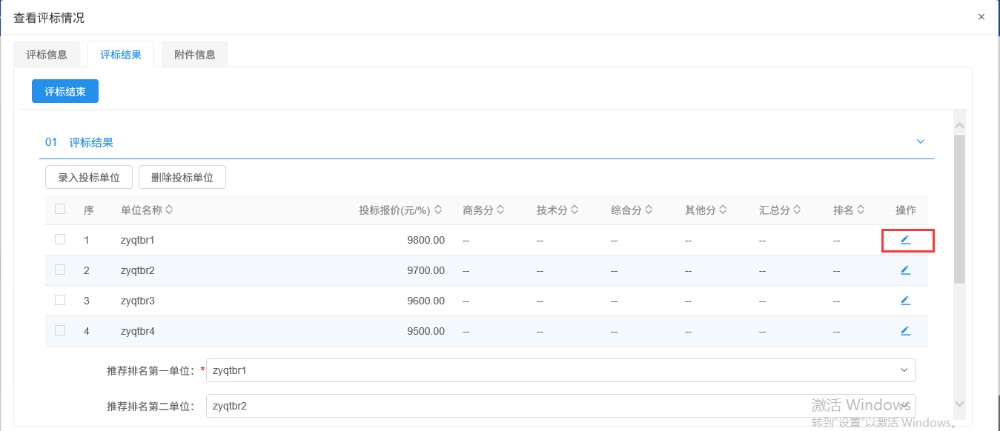 查看评标情况 ×
评标信息 评标结果 附件信息
评标结束
01 评标结果
录入投标单位 删除投标单位
序 单位名称 投标报价(元/%) 商务分 技术分 综合分 其他分 汇总分 排名 操作
1 zyqtbr1 9800.00 -- -- -- -- -- --
2 zyqtbr2 9700.00 -- -- -- -- -- --
3 zyqtbr3 9600.00 -- -- -- -- -- --
4 zyqtbr4 9500.00 -- -- -- -- -- --
推荐排名第一单位：* zyqtbr1
推荐排名第二单位： zyqtbr2
激活 Windows
转到“设置”以激活 Windows。